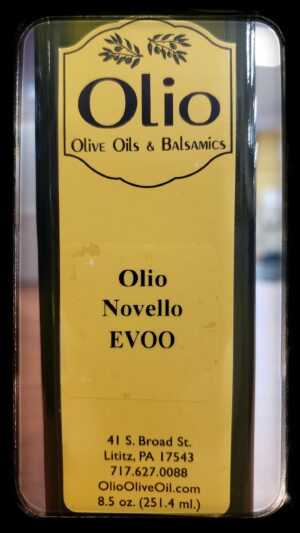 Olio
Olive Oils & Balsamics
Olio
Novello
EVOO
41 S. Broad St.
Lititz, PA 17543
717.627.0088
OlioOliveOil.com
8.5 oz. (251.4 ml.)